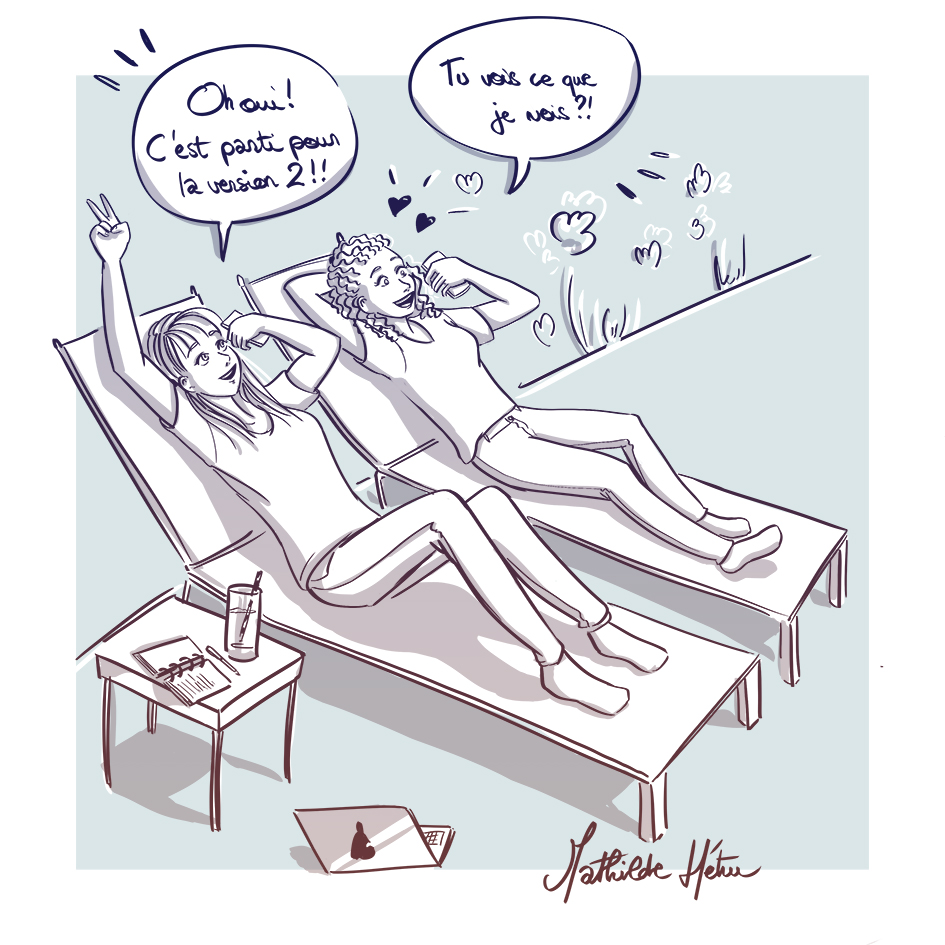 Oh oui!
C'est parti pour
la version 2!!
Tu vois ce que
je vois?!
Mathilde Hétru